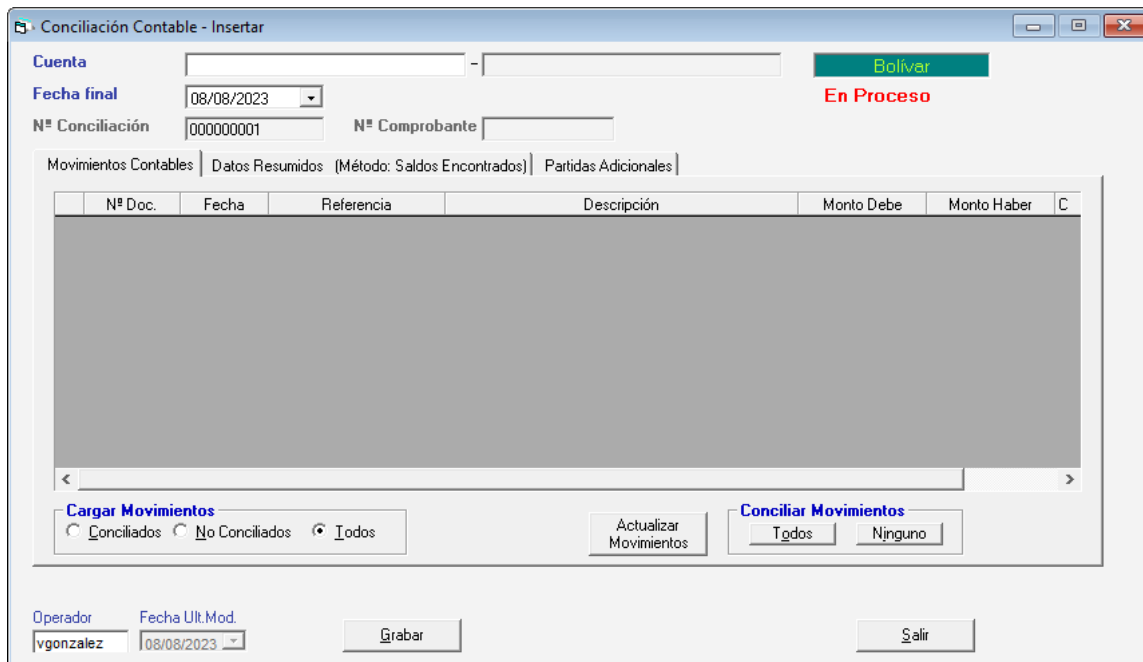 Conciliación Contable - Insertar
Cuenta - Bolívar
Fecha final 08/08/2023 En Proceso
Nº Conciliación 000000001 Nº Comprobante
Movimientos Contables Datos Resumidos (Método: Saldos Encontrados) Partidas Adicionales
Nº Doc. Fecha Referencia Descripción Monto Debe Monto Haber C
Cargar Movimientos Conciliar Movimientos
Conciliados No Conciliados Todos Actualizar Movimientos Todos Ninguno
Operador Fecha Ult.Mod.
vgonzalez 08/08/2023 Grabar Salir